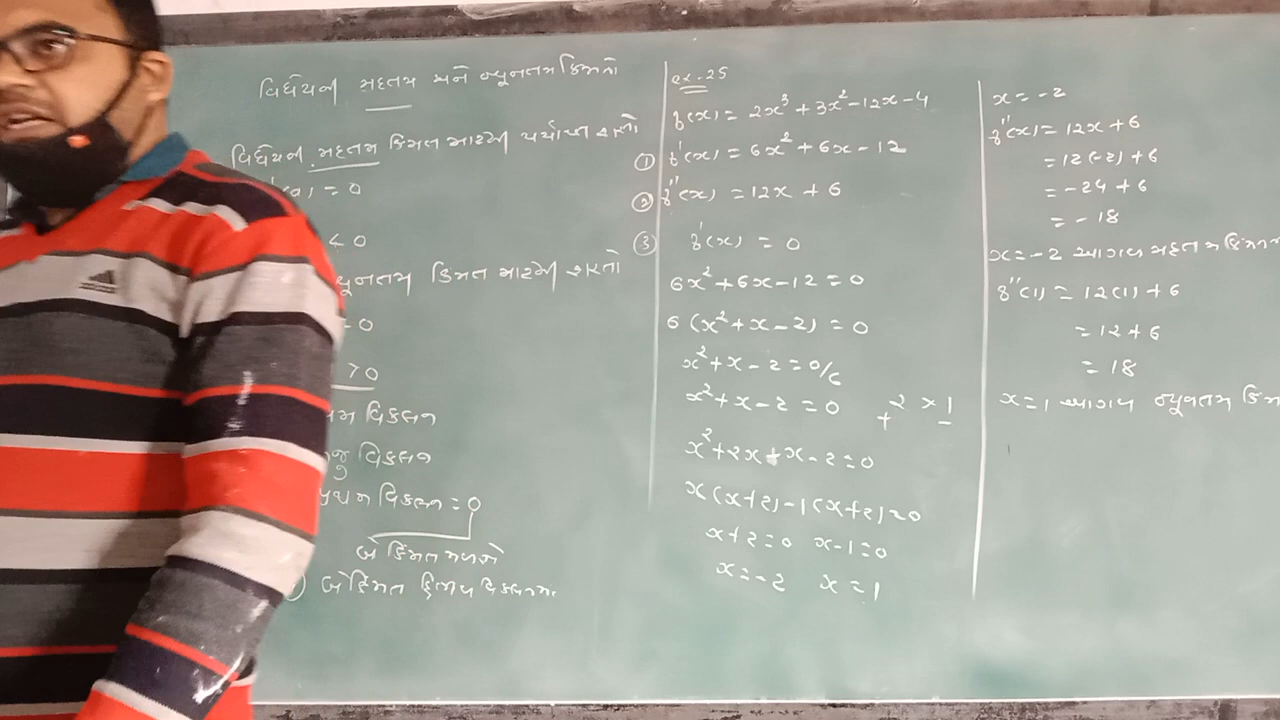 વિધેયની મહત્તમ અને ન્યૂનતમ કિંમતો
વિધેયની મહત્તમ કિંમત માટેની પર્યાપ્ત શરતો
(a) = 0
< 0
ન્યૂનતમ કિંમત માટેની શરતો
= 0
> 0
વિકલન
વિકલન
પ્રથમ વિકલન = 0
બે કિંમત મળશે
બે કિંમત દ્વિતીય વિકલનમાં
ex. 25
f(x) = 2x³ + 3x² - 12x - 4
① f'(x) = 6x² + 6x - 12
② f''(x) = 12x + 6
③ f'(x) = 0
6x² + 6x - 12 = 0
6(x² + x - 2) = 0
x² + x - 2 = 0/6
x² + x - 2 = 0
+2 × 1
+ -
x² + 2x + x - 2 = 0
x(x+2) - 1(x+2) = 0
x+2=0 x-1=0
x=-2 x=1
x = -2
f''(x) = 12x + 6
= 12(-2) + 6
= -24 + 6
= -18
x=-2 આગળ મહત્તમ કિંમત
f''(1) = 12(1) + 6
= 12 + 6
= 18
x=1 આગળ ન્યૂનતમ